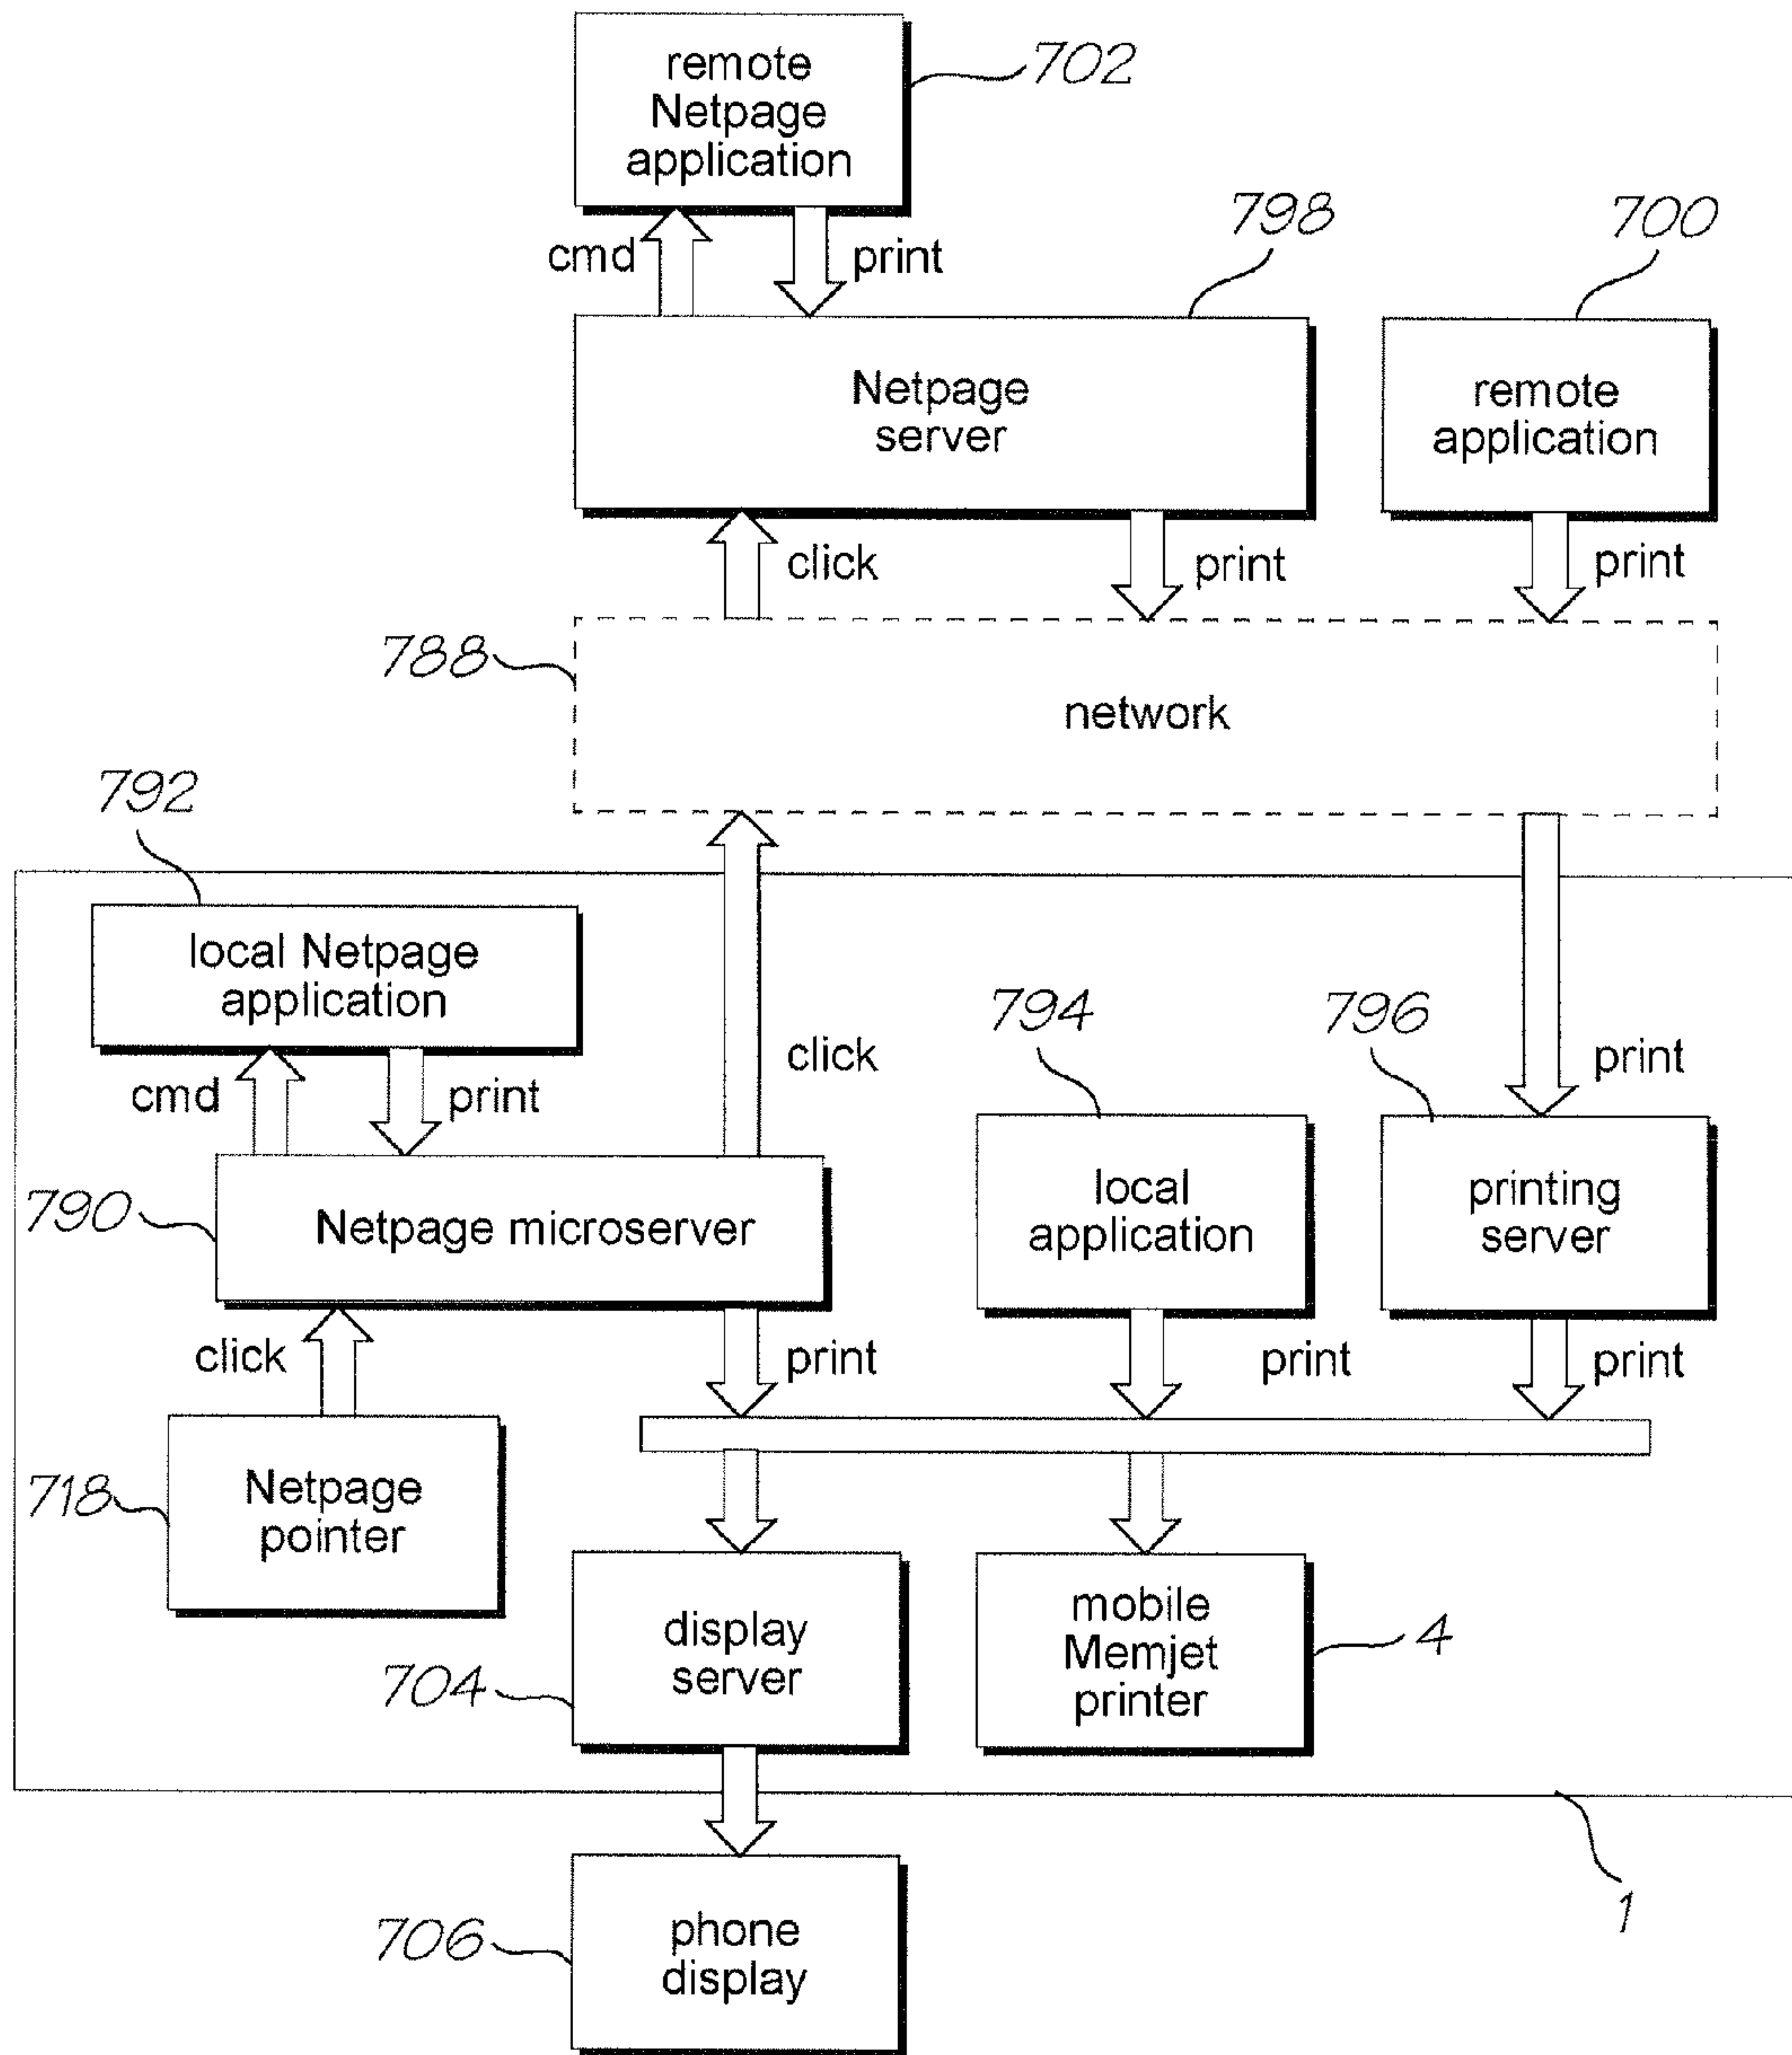 remote
Netpage
application
702
cmd
print
798
700
Netpage
server
remote
application
click
print
print
788
network
792
local Netpage
application
794
796
click
print
cmd
print
790
Netpage microserver
local
application
printing
server
click
print
print
print
718
Netpage
pointer
display
server
704
mobile
Memjet
printer
4
1
706
phone
display